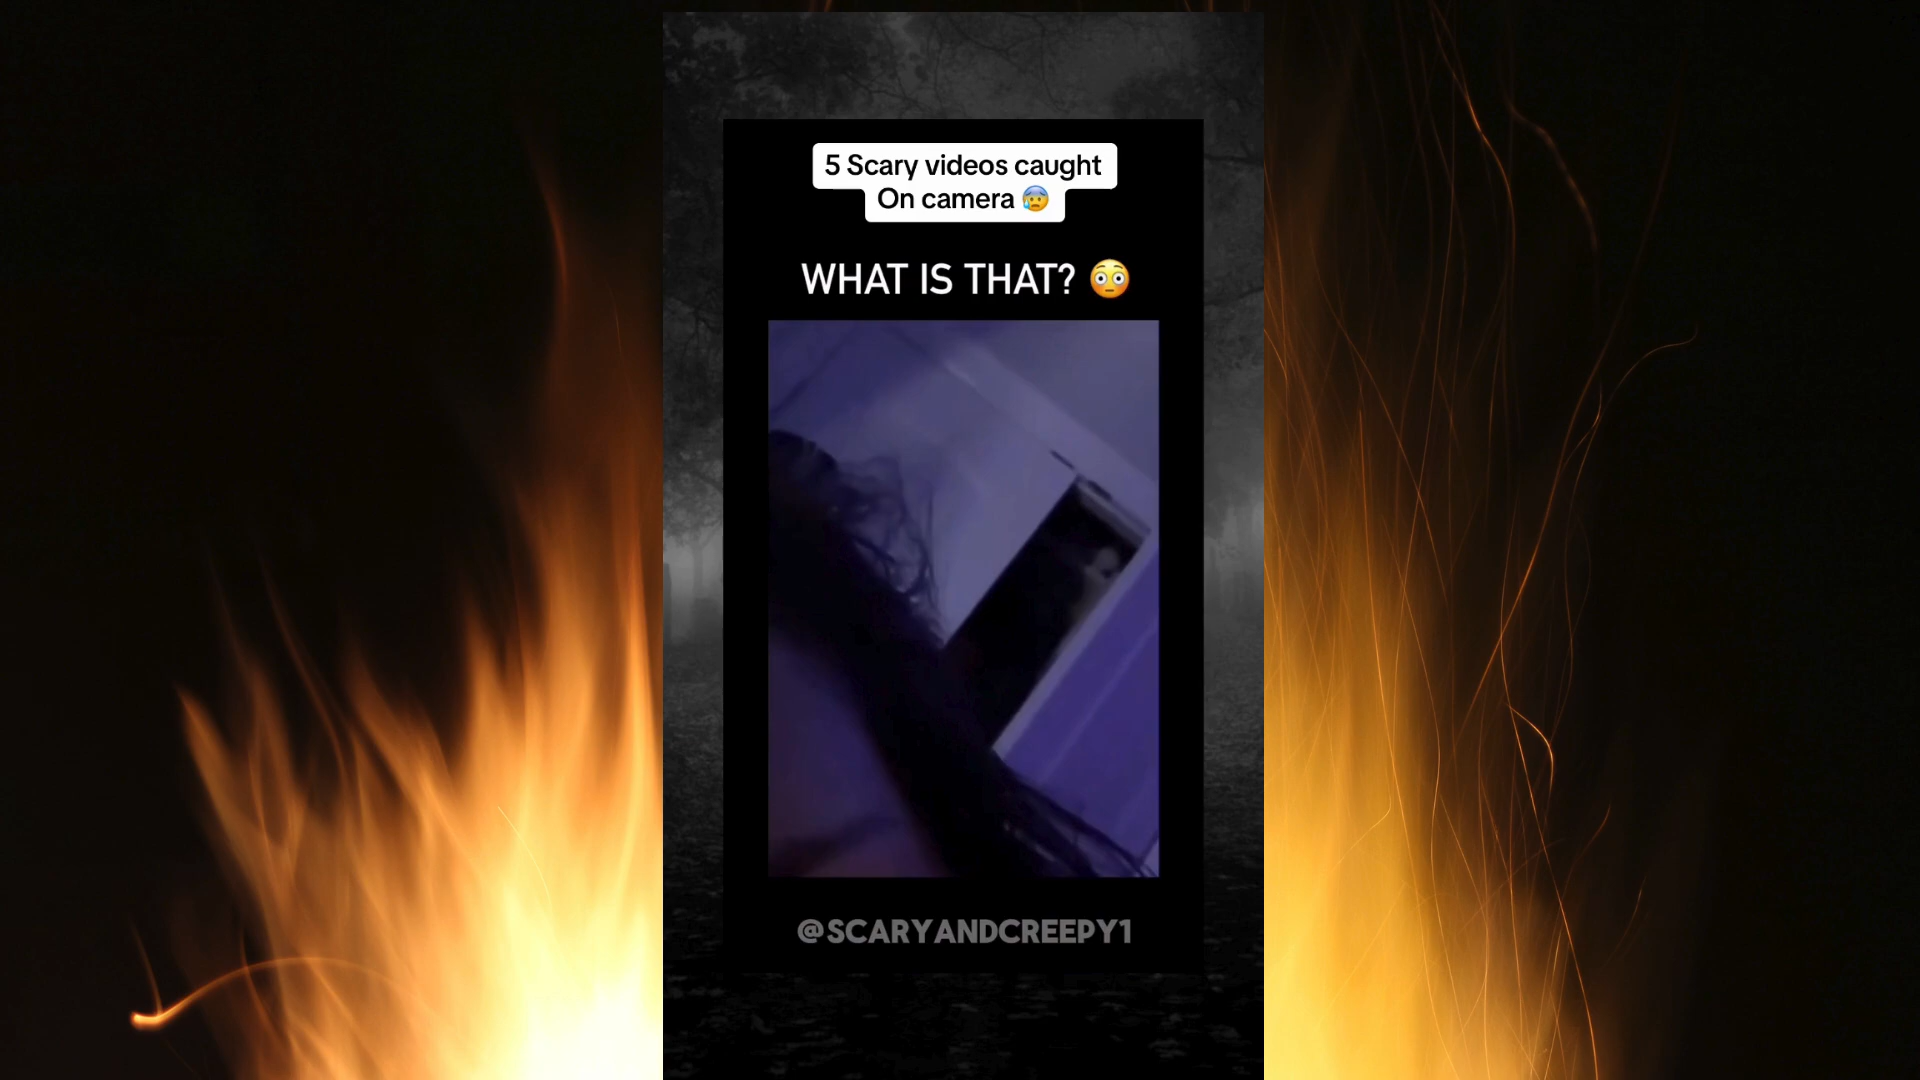 5 Scary videos caught
On camera 😰
WHAT IS THAT? 😳
@SCARYANDCREEPY1